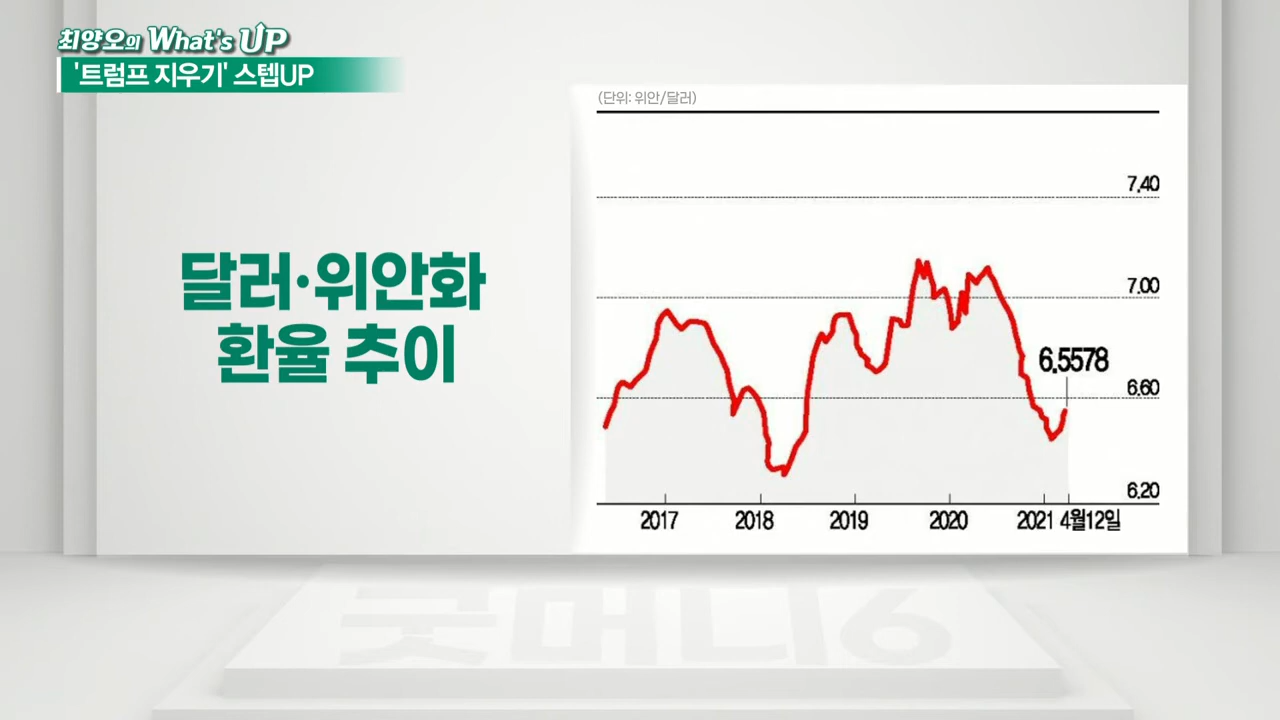 최양오의 What's UP
'트럼프 지우기' 스텝UP
달러·위안화
환율 추이
(단위: 위안/달러)
7.40
7.00
6.5578
6.60
6.20
2017 2018 2019 2020 2021 4월12일
굿머니6